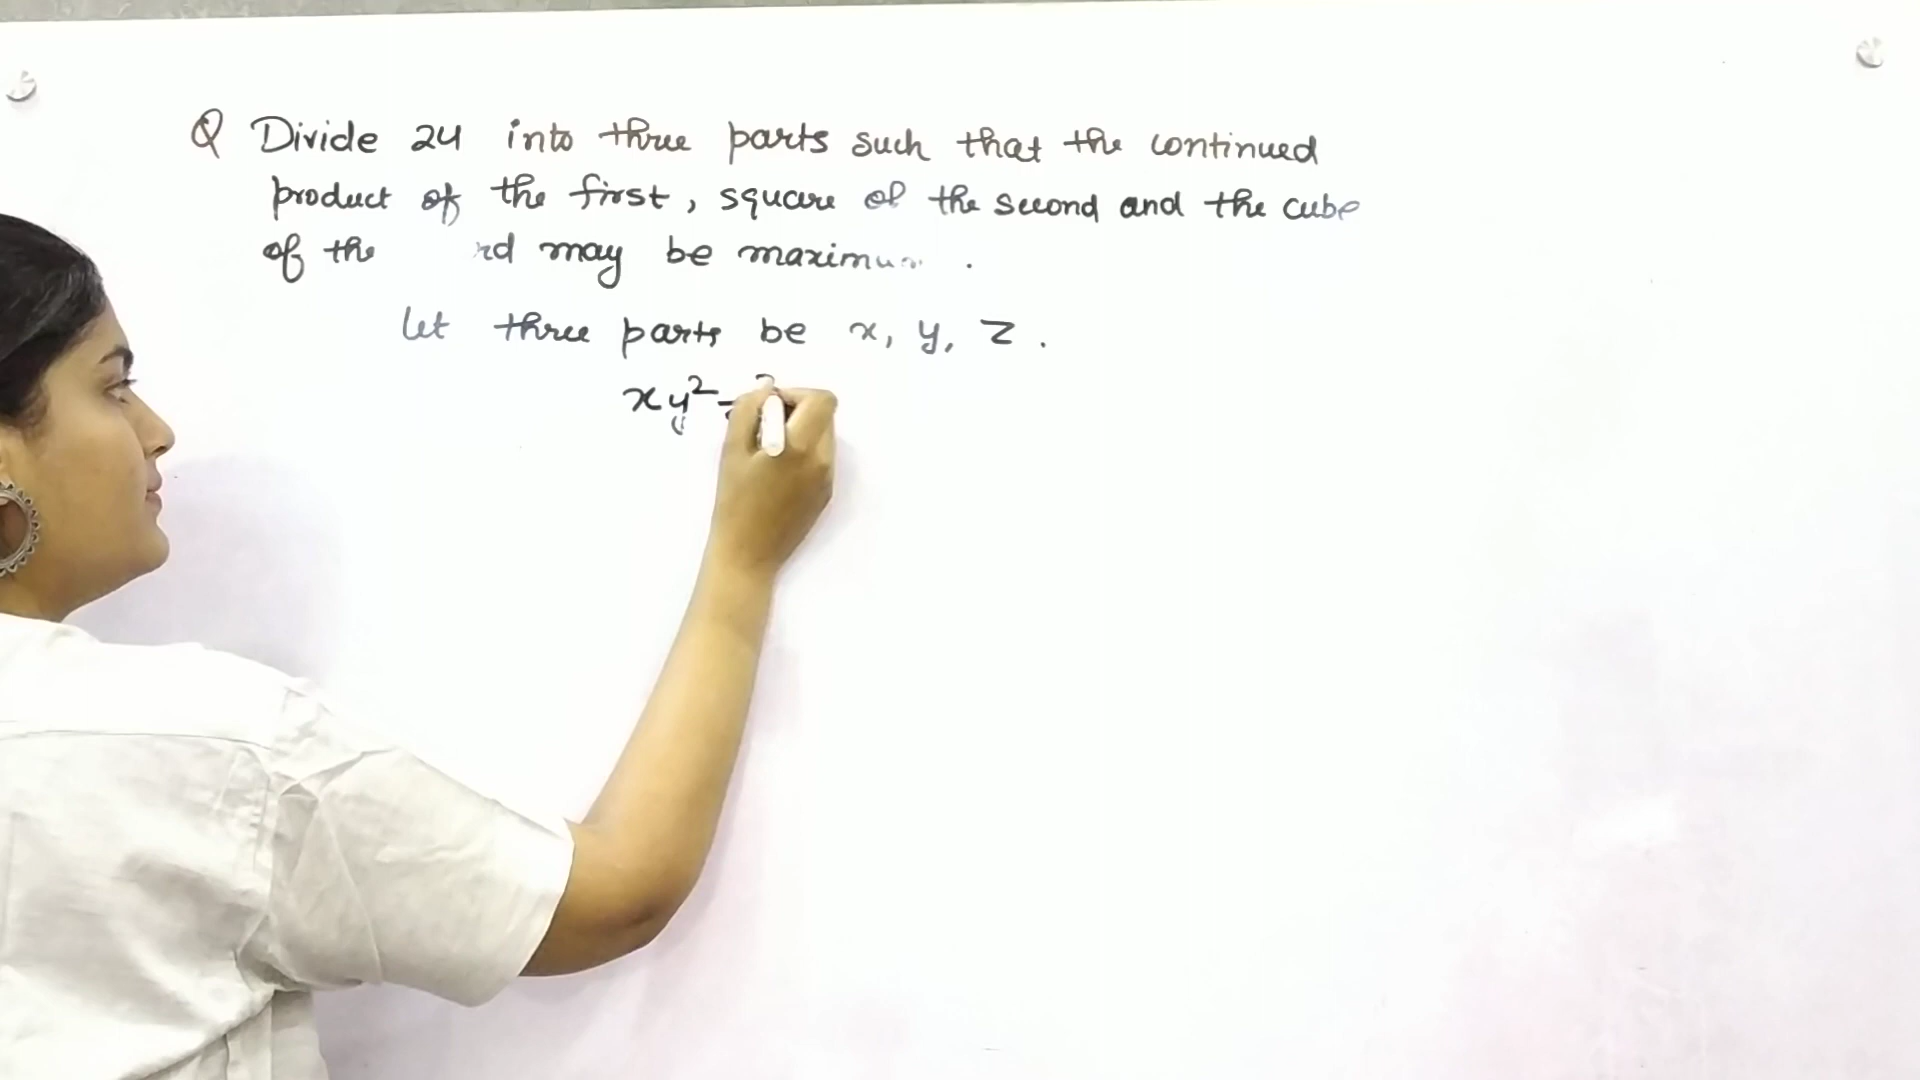 Q Divide 24 into three parts such that the continued
product of the first, square of the second and the cube
of the rd may be maximum.
Let three parts be x, y, z.
xy²